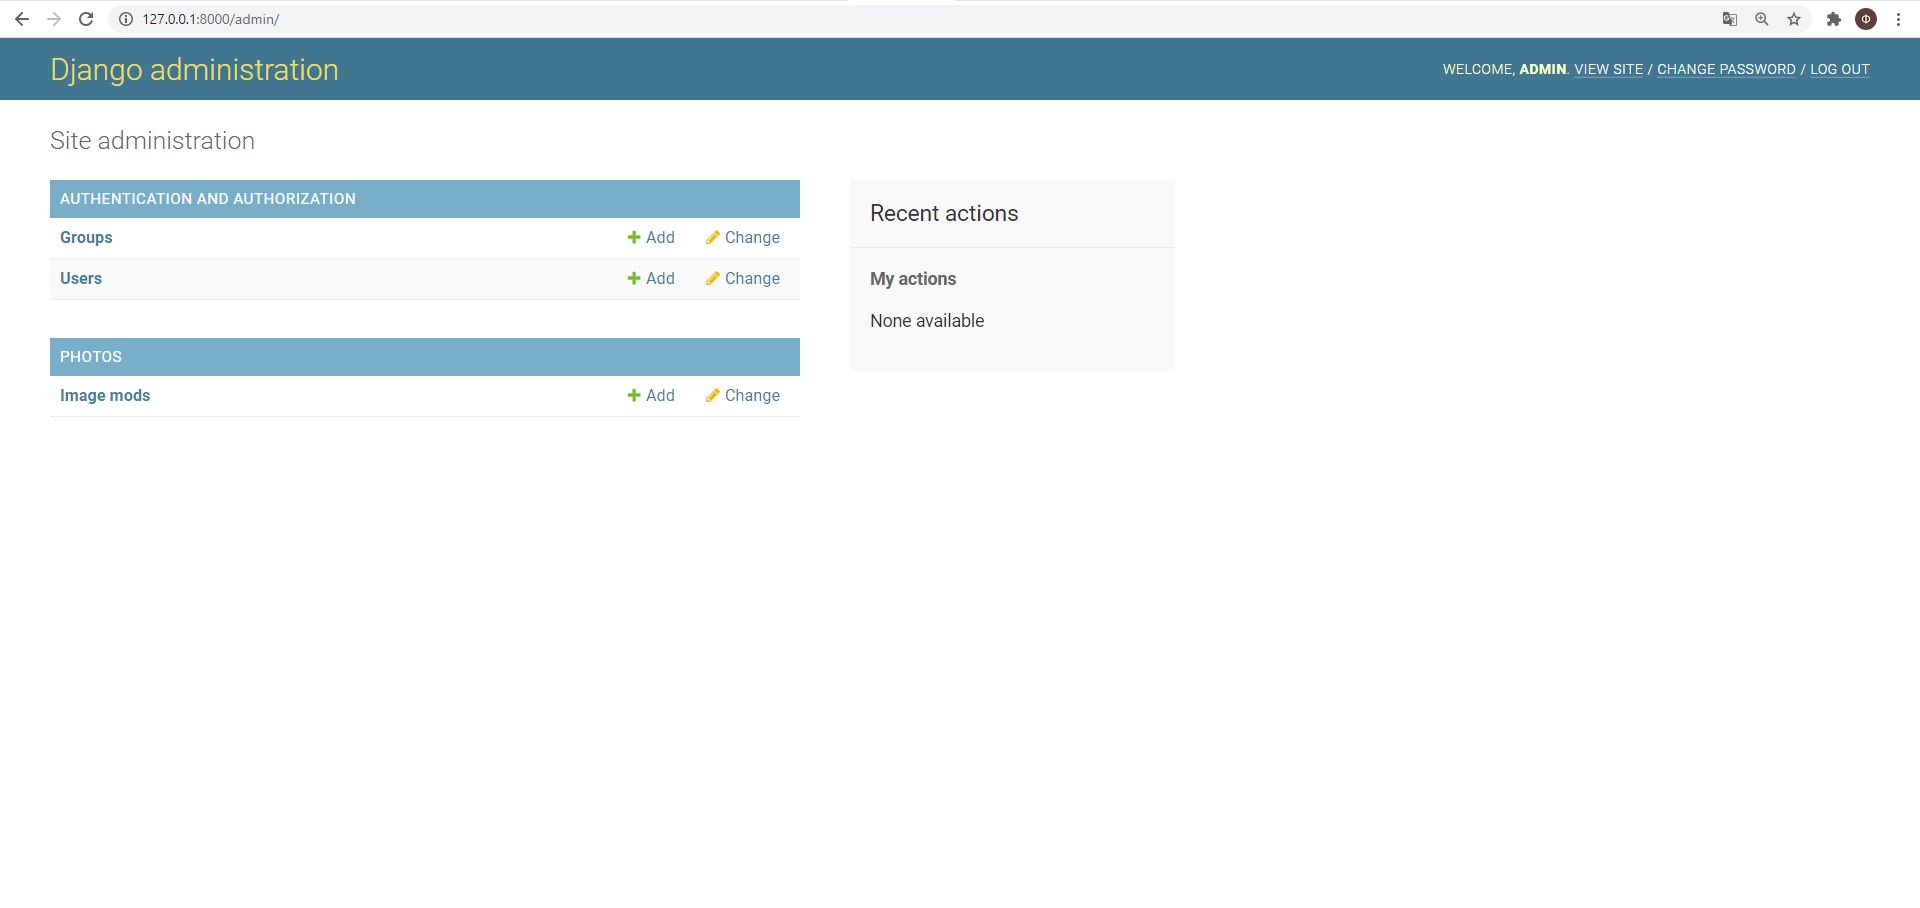 127.0.0.1:8000/admin/
Ф
Django administration
WELCOME, ADMIN. VIEW SITE / CHANGE PASSWORD / LOG OUT
Site administration
AUTHENTICATION AND AUTHORIZATION
Groups Add Change
Users Add Change
PHOTOS
Image mods Add Change
Recent actions
My actions
None available